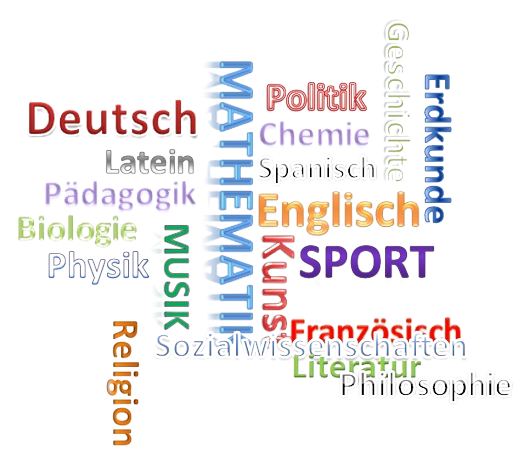 Geschichte
MATHEMATIK
Erdkunde
Politik
Deutsch
Chemie
Latein
Spanisch
Pädagogik
Englisch
Biologie
MUSIK
Kunst
SPORT
Physik
Religion
Französisch
Sozialwissenschaften
Literatur
Philosophie